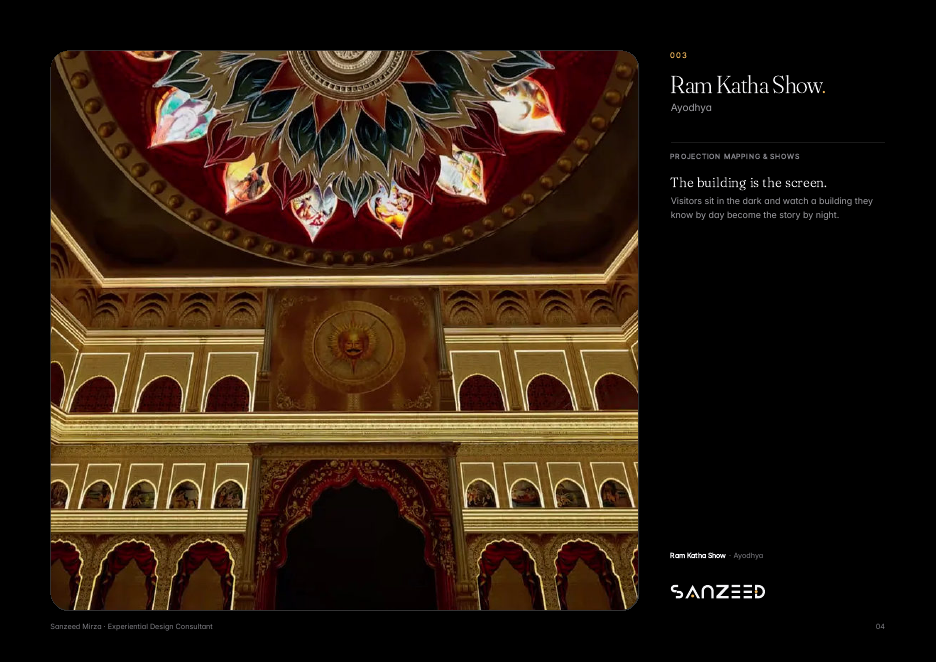 003
Ram Katha Show.
Ayodhya
PROJECTION MAPPING & SHOWS
The building is the screen.
Visitors sit in the dark and watch a building they
know by day become the story by night.
Ram Katha Show · Ayodhya
SANZEED
Sanzeed Mirza · Experiential Design Consultant
04